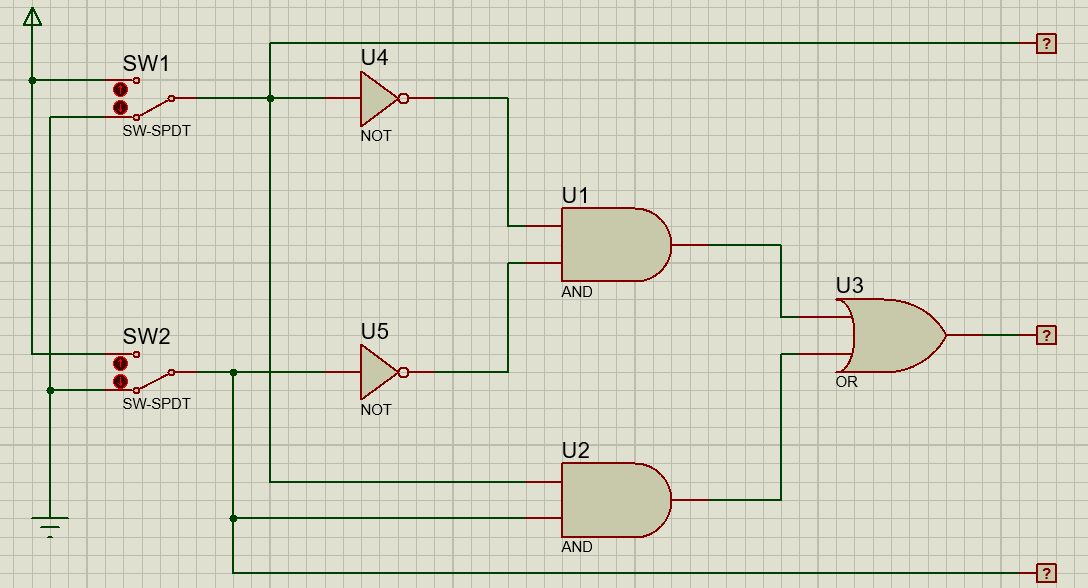 ?
U4
SW1
NOT
SW-SPDT
U1
AND
U3
?
OR
SW2
U5
SW-SPDT
NOT
U2
AND
?